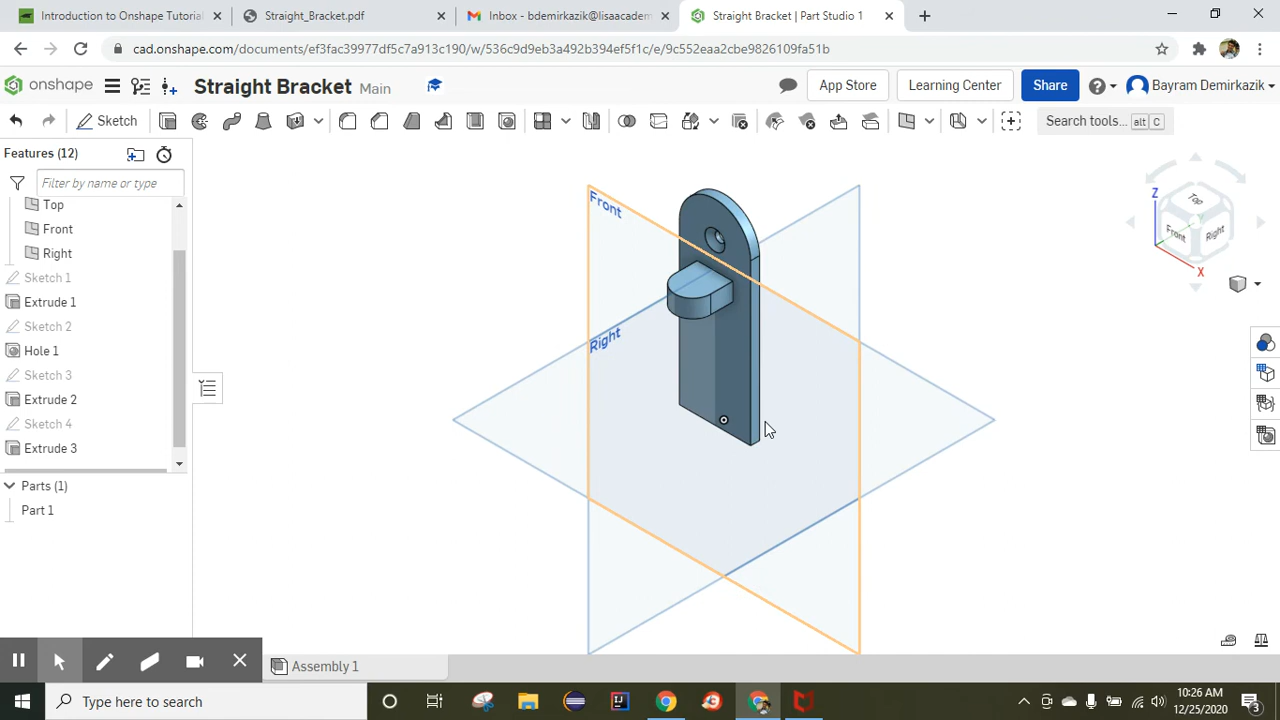 Introduction to Onshape Tutorial
Straight_Bracket.pdf
Inbox - bdemirkazik@lisaacadem
Straight Bracket | Part Studio 1
cad.onshape.com/documents/ef3fac39977df5c7a913c190/w/536c9d9eb3a492b394ef5f1c/e/9c552eaa2cbe9826109fa51b
onshape
Straight Bracket Main
App Store
Learning Center
Share
Bayram Demirkazik
Sketch
Search tools... alt C
Features (12)
Filter by name or type
Top
Front
Right
Sketch 1
Extrude 1
Sketch 2
Hole 1
Sketch 3
Extrude 2
Sketch 4
Extrude 3
Parts (1)
Part 1
Front
Right
Z
Top
Y
Front
Right
X
Assembly 1
Type here to search
10:26 AM
12/25/2020
3